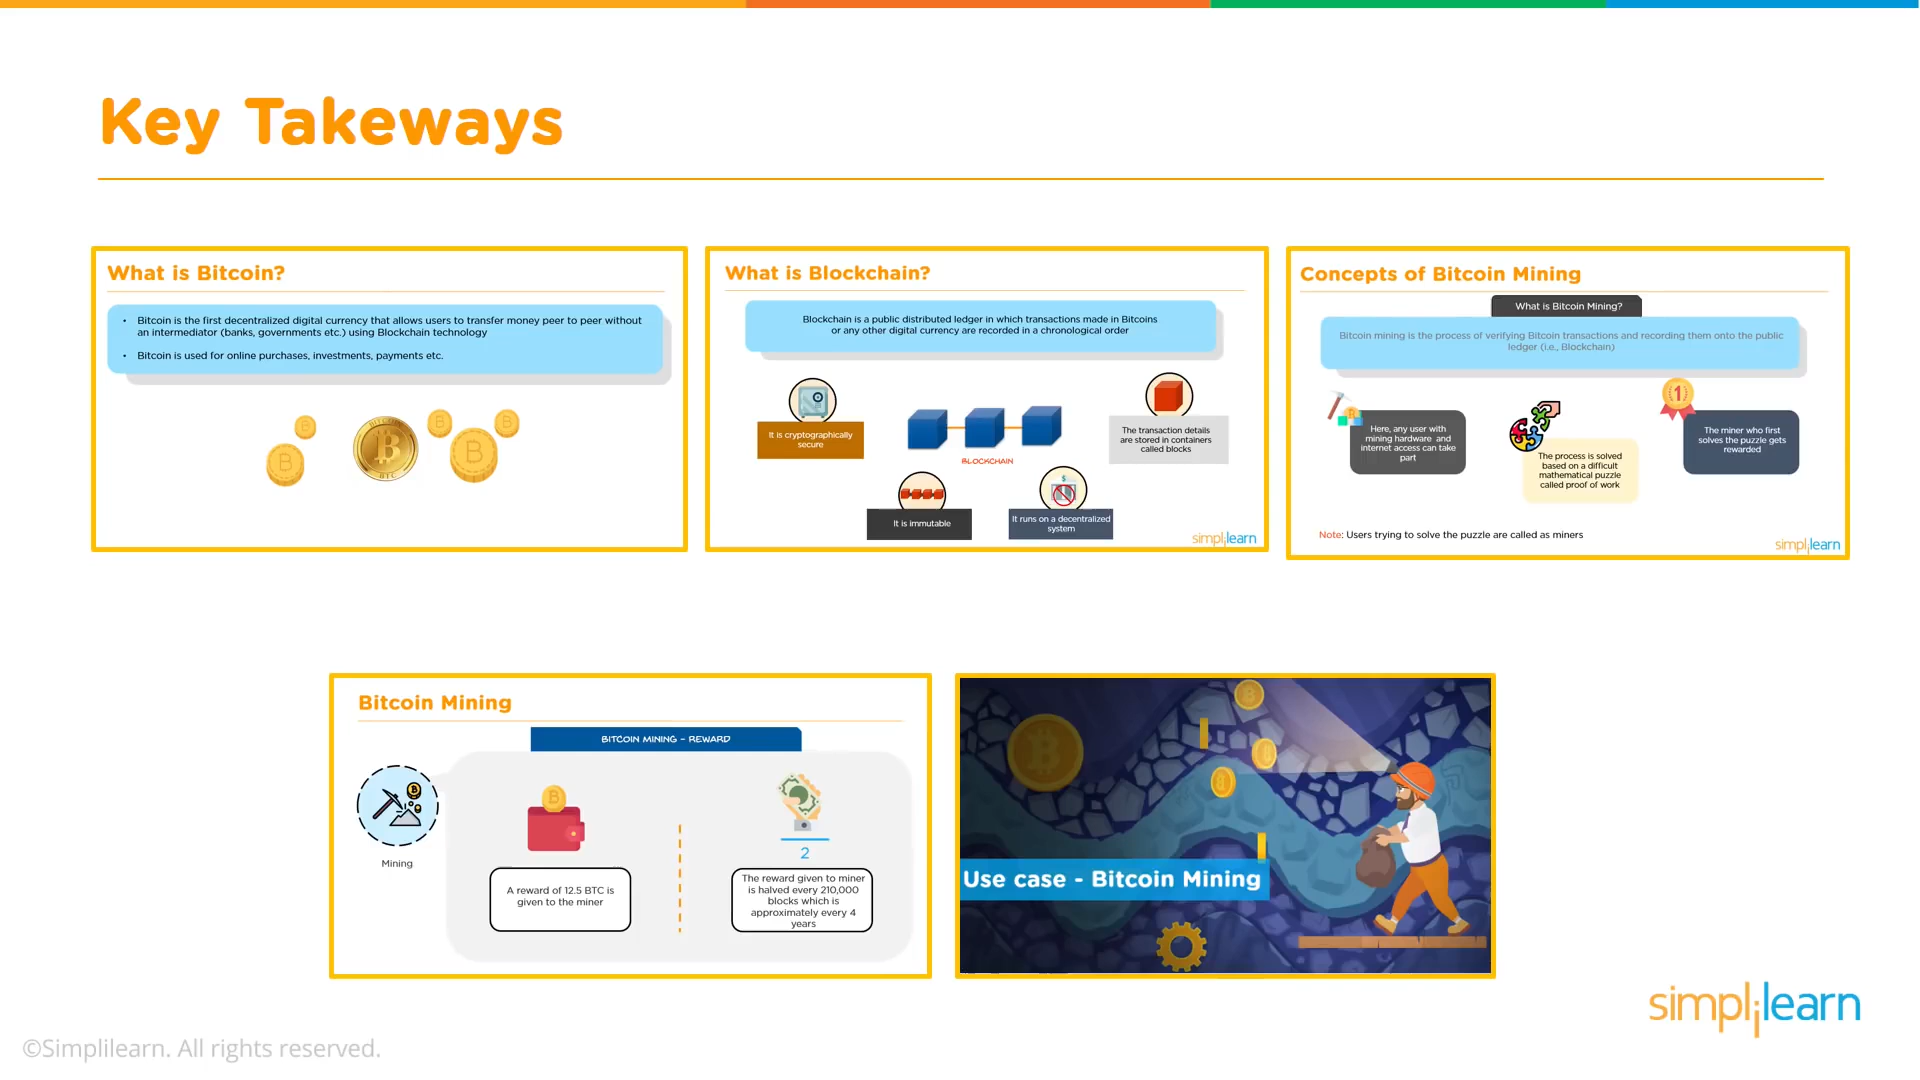 Key Takeways
What is Bitcoin?
• Bitcoin is the first decentralized digital currency that allows users to transfer money peer to peer without
an intermediator (banks, governments etc.) using Blockchain technology
• Bitcoin is used for online purchases, investments, payments etc.
BITCOIN
BTC
What is Blockchain?
Blockchain is a public distributed ledger in which transactions made in Bitcoins
or any other digital currency are recorded in a chronological order
It is cryptographically
secure
BLOCKCHAIN
The transaction details
are stored in containers
called blocks
It is immutable
It runs on a decentralized
system
simplilearn
Concepts of Bitcoin Mining
What is Bitcoin Mining?
Bitcoin mining is the process of verifying Bitcoin transactions and recording them onto the public
ledger (i.e., Blockchain)
Here, any user with
mining hardware and
internet access can take
part
The process is solved
based on a difficult
mathematical puzzle
called proof of work
1
The miner who first
solves the puzzle gets
rewarded
Note: Users trying to solve the puzzle are called as miners
simplilearn
Bitcoin Mining
BITCOIN MINING - REWARD
Mining
A reward of 12.5 BTC is
given to the miner
2
The reward given to miner
is halved every 210,000
blocks which is
approximately every 4
years
Use case - Bitcoin Mining
simplilearn
©Simplilearn. All rights reserved.